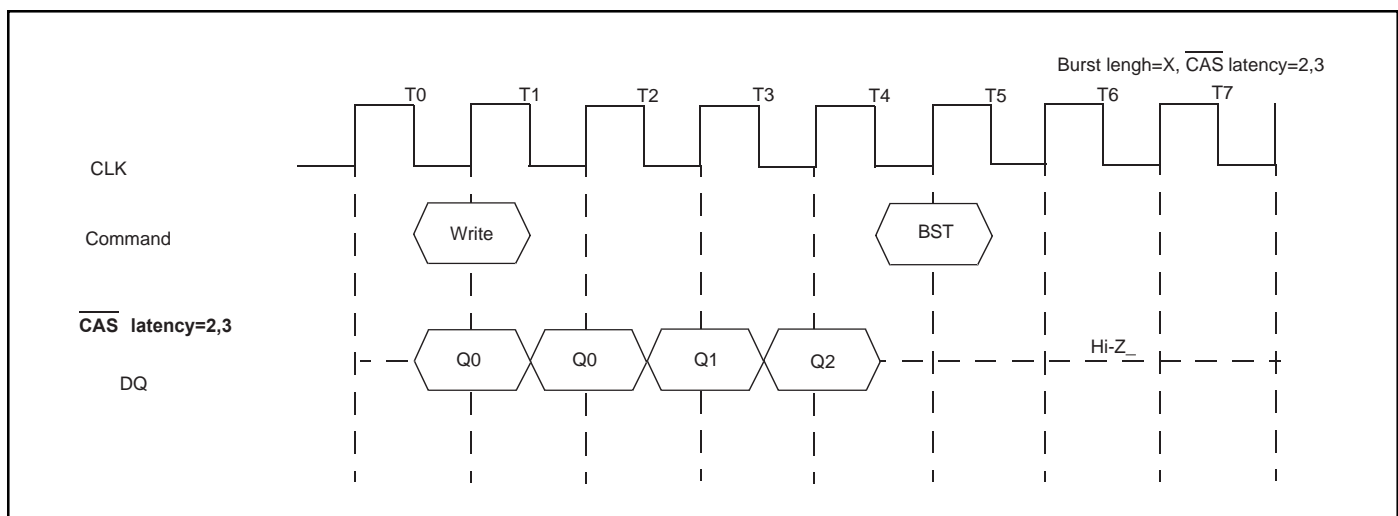 Burst lengh=X, CAS latency=2,3
T0 T1 T2 T3 T4 T5 T6 T7
CLK
Command Write BST
CAS latency=2,3
Q0 Q0 Q1 Q2 Hi-Z_
DQ